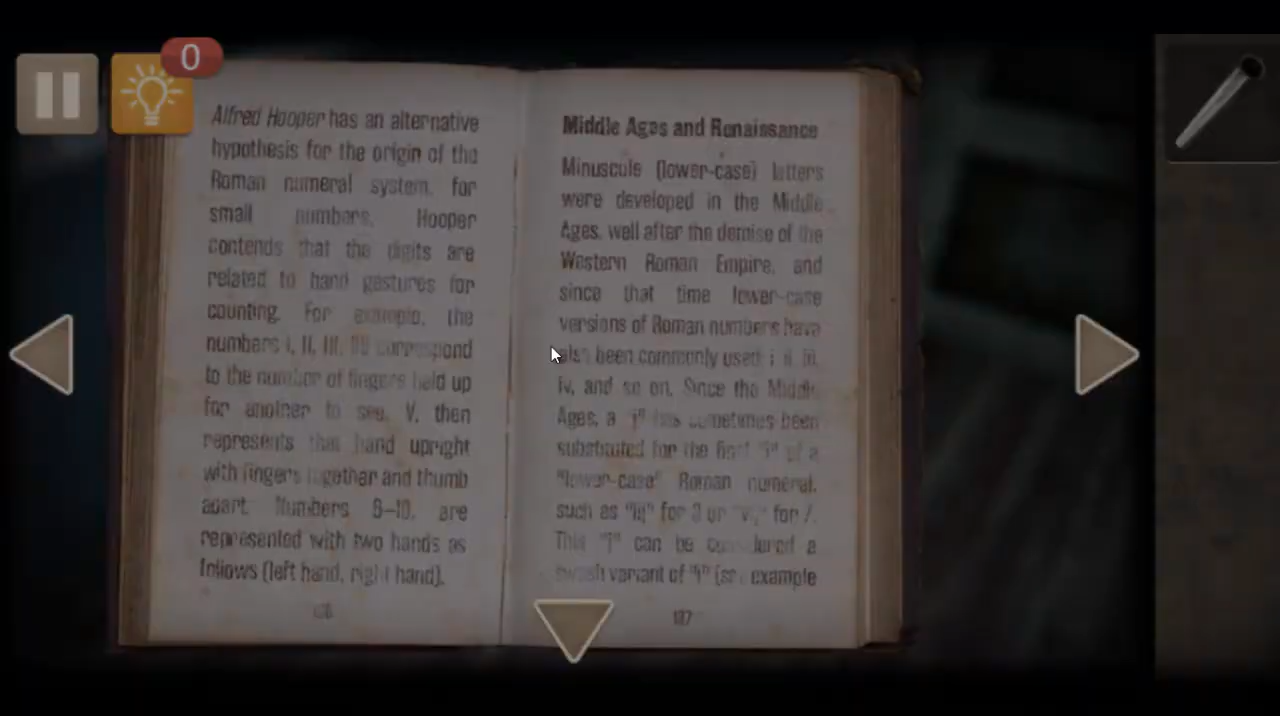 0
Alfred Hooper has an alternative
hypothesis for the origin of the
Roman numeral system, for
small numbers. Hooper
contends that the digits are
related to hand gestures for
counting. For example, the
numbers I, II, III, IIII correspond
to the number of fingers held up
for another to see. V, then
represents that hand upright
with fingers together and thumb
apart. Numbers 6–10, are
represented with two hands as
follows (left hand, right hand).
Middle Ages and Renaissance
Minuscule (lower-case) letters
were developed in the Middle
Ages, well after the demise of the
Western Roman Empire, and
since that time lower-case
versions of Roman numbers have
also been commonly used: i, ii, iii,
iv, and so on. Since the Middle
Ages, a "j" has sometimes been
substituted for the "i" of a
"lower-case" Roman numeral,
such as "iij" for 3 or for 7.
This "j" can be considered a
swash variant of "i" example
187